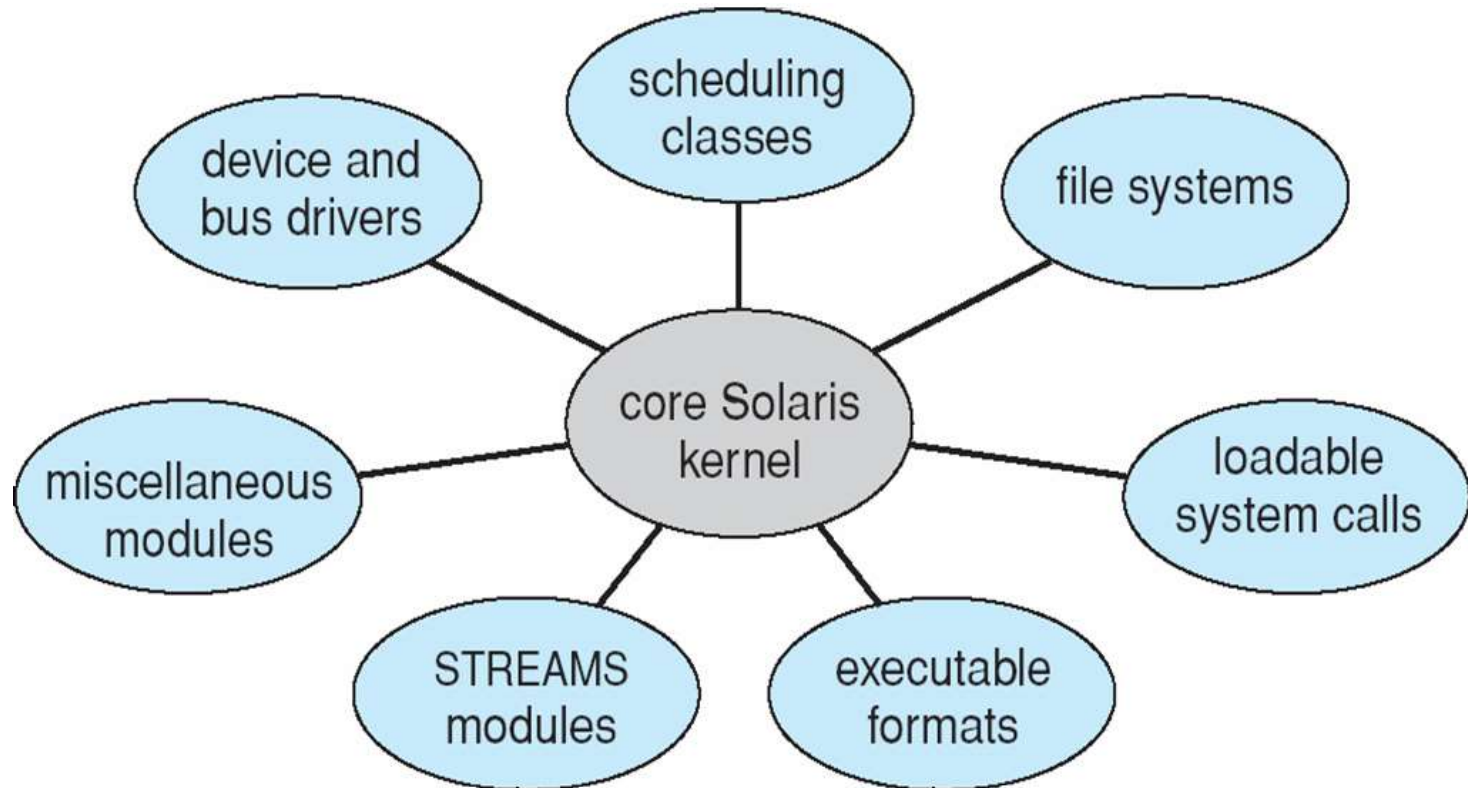 scheduling
classes
device and
bus drivers
file systems
core Solaris
kernel
miscellaneous
modules
loadable
system calls
STREAMS
modules
executable
formats